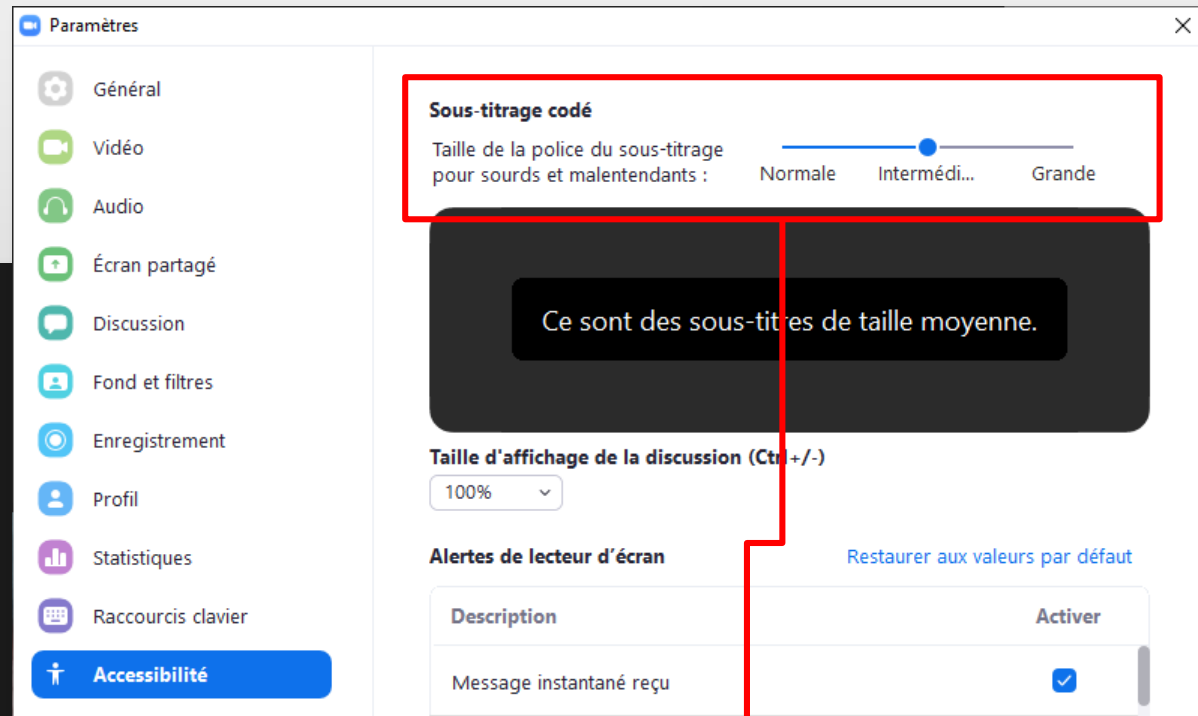 Paramètres
Général
Vidéo
Audio
Écran partagé
Discussion
Fond et filtres
Enregistrement
Profil
Statistiques
Raccourcis clavier
Accessibilité
Sous-titrage codé
Taille de la police du sous-titrage
pour sourds et malentendants :
Normale Intermédi... Grande
Ce sont des sous-titres de taille moyenne.
Taille d'affichage de la discussion (Ctrl+/-)
100%
Alertes de lecteur d’écran Restaurer aux valeurs par défaut
Description Activer
Message instantané reçu